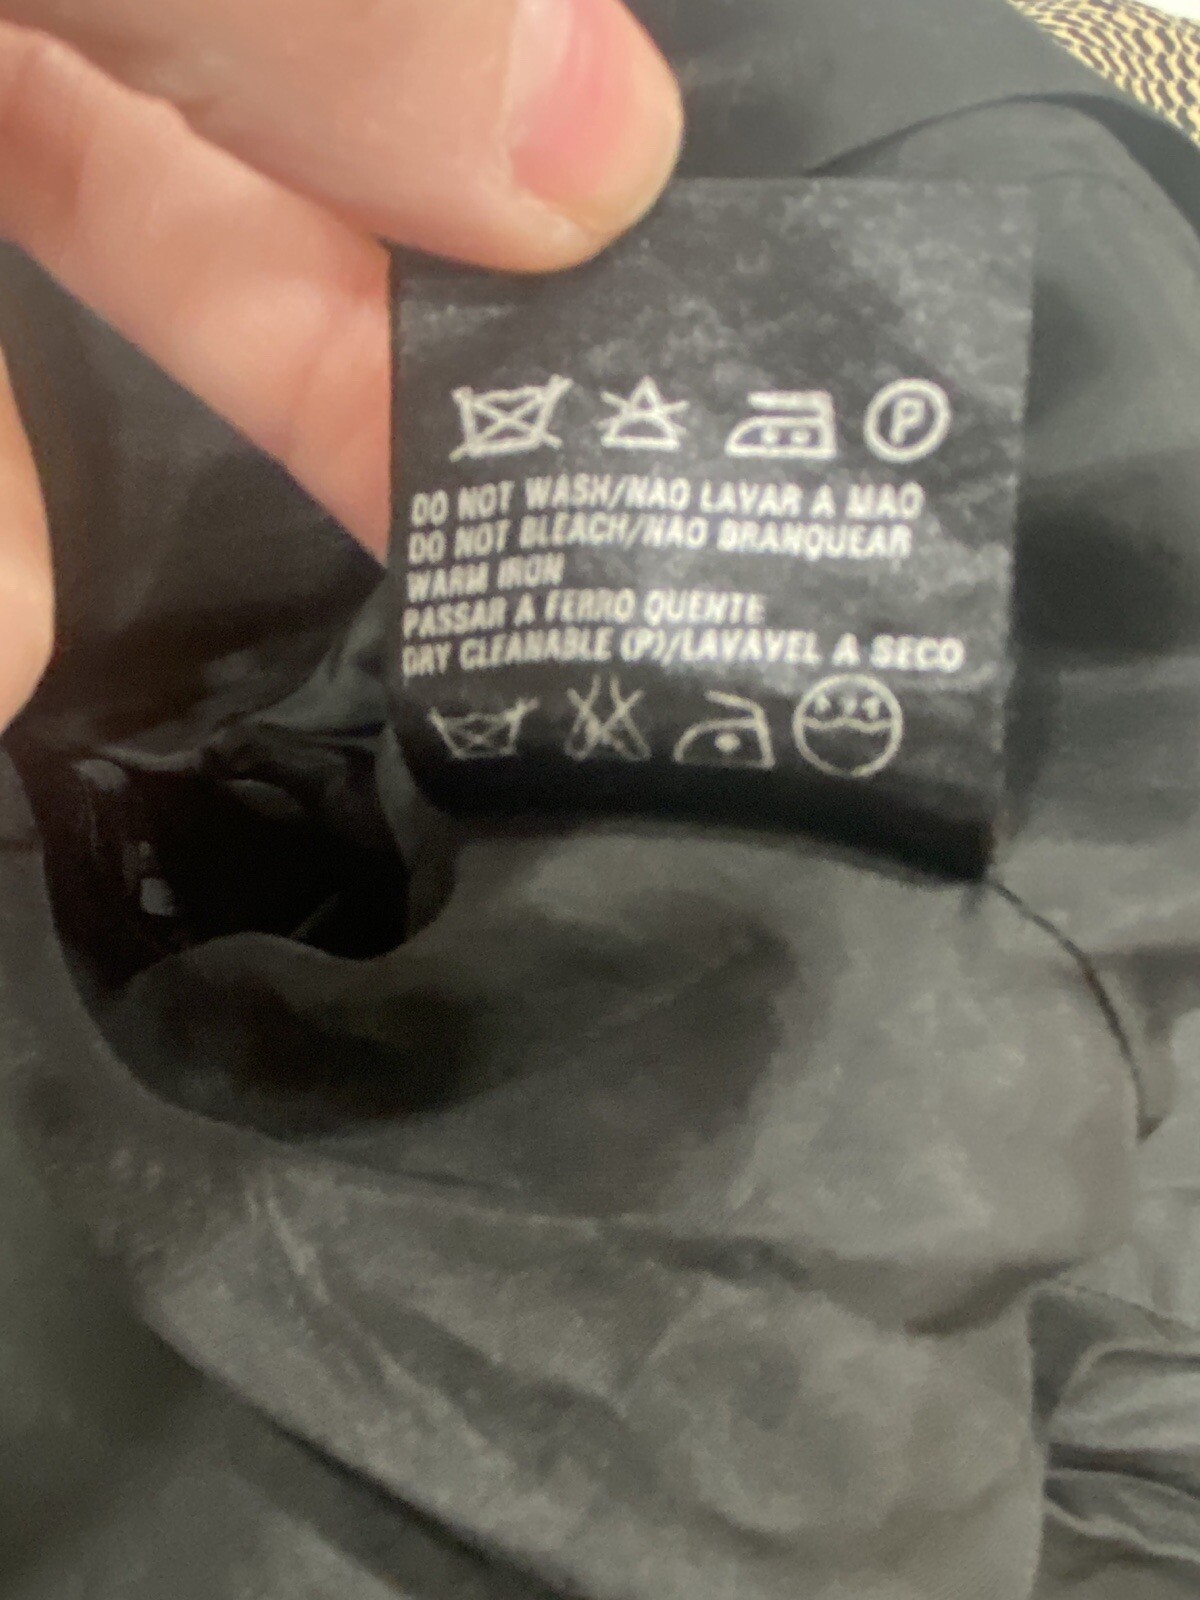 P
DO NOT WASH/NAO LAVAR A MAO
DO NOT BLEACH/NAO BRANQUEAR
WARM IRON
PASSAR A FERRO QUENTE
DRY CLEANABLE (P)/LAVAVEL A SECO